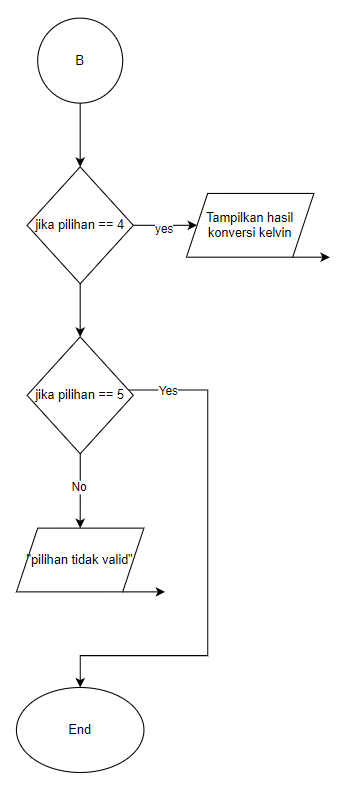 B
jika pilihan == 4
yes
Tampilkan hasil
konversi kelvin
jika pilihan == 5
Yes
No
"pilihan tidak valid"
End